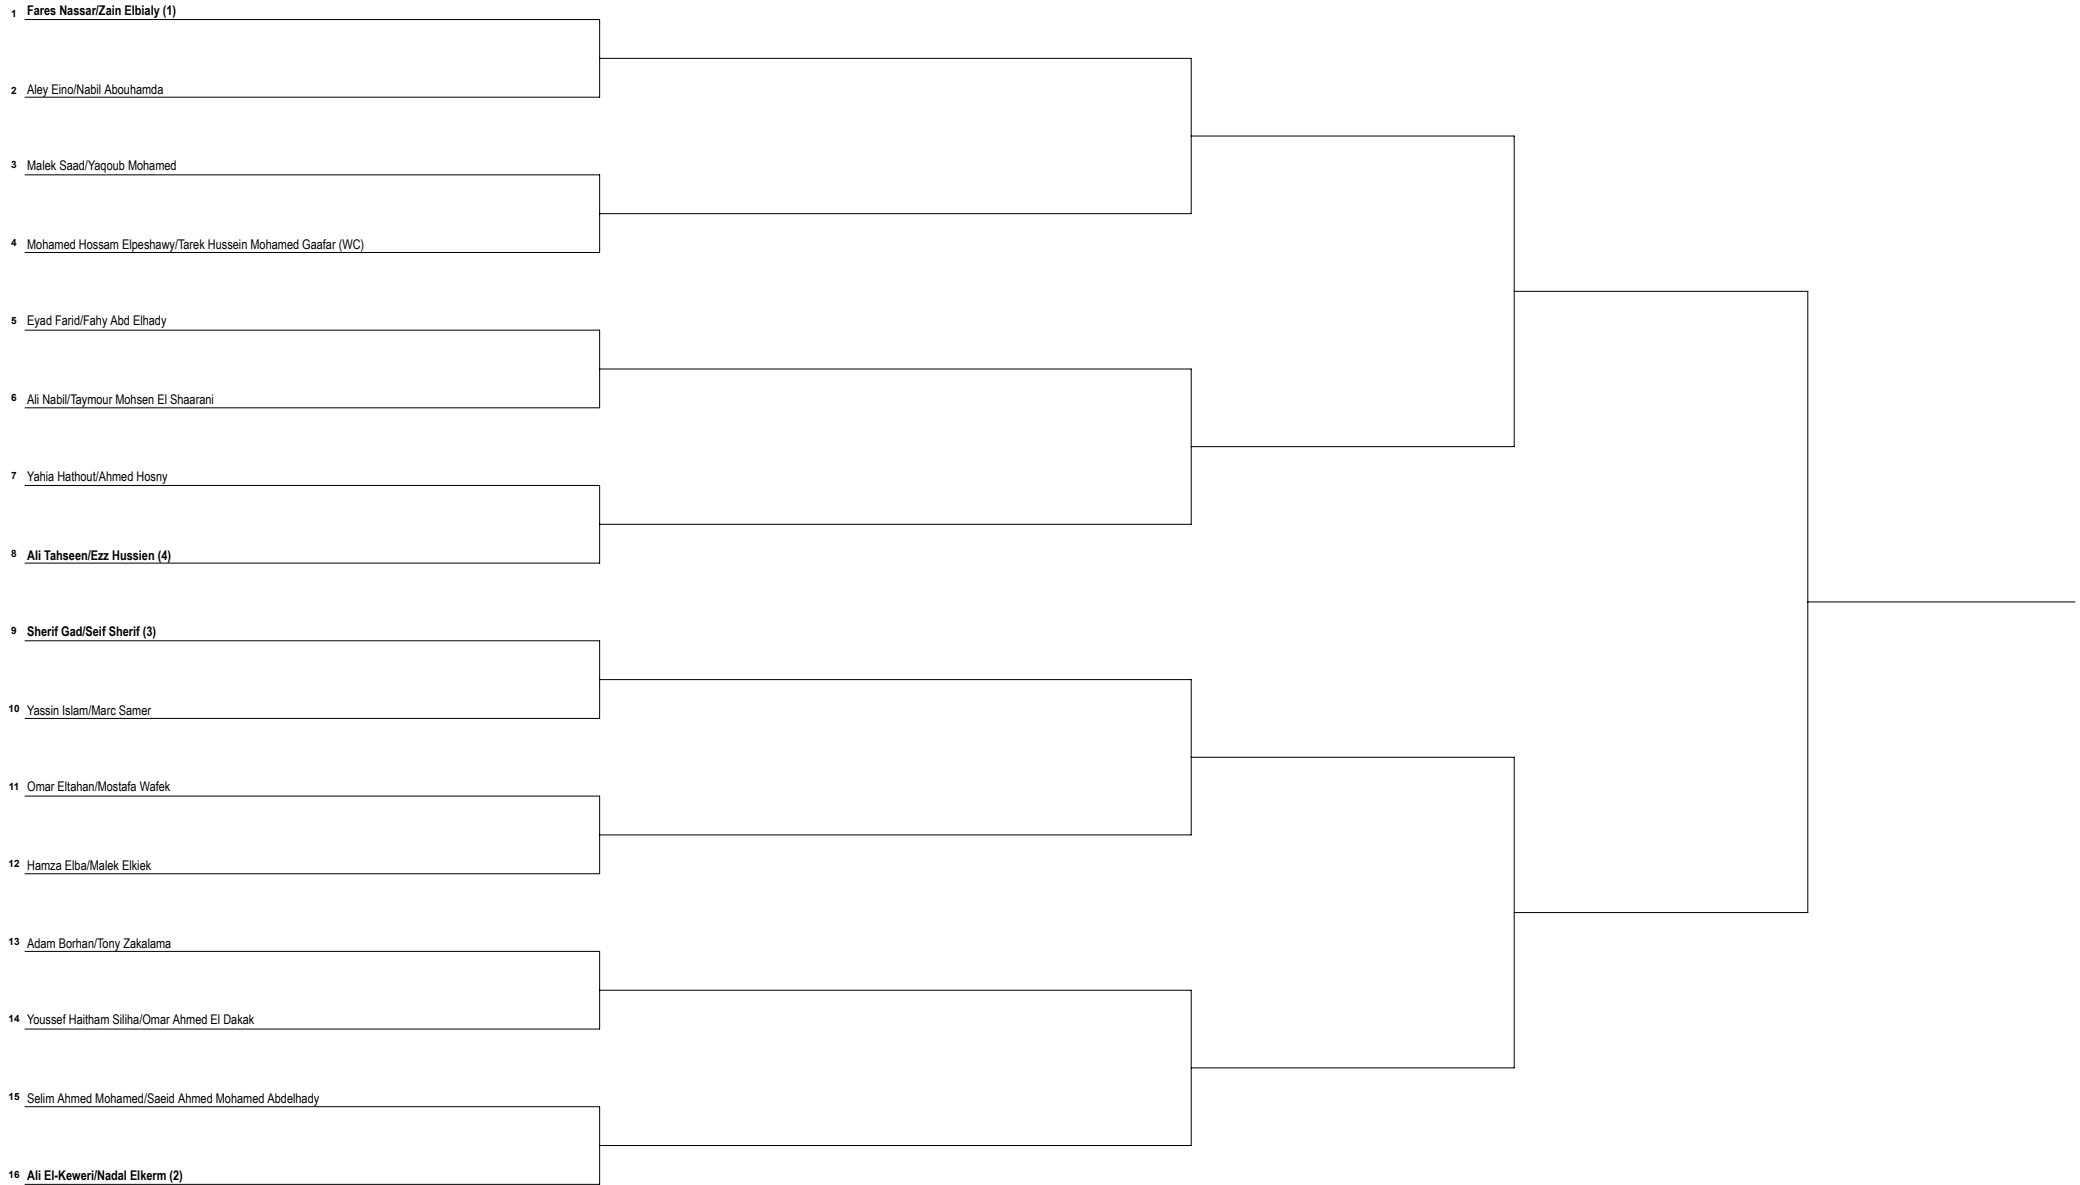 1 Fares Nassar/Zain Elbialy (1)
2 Aley Eino/Nabil Abouhamda
3 Malek Saad/Yaqoub Mohamed
4 Mohamed Hossam Elpeshawy/Tarek Hussein Mohamed Gaafar (WC)
5 Eyad Farid/Fahy Abd Elhady
6 Ali Nabil/Taymour Mohsen El Shaarani
7 Yahia Hathout/Ahmed Hosny
8 Ali Tahseen/Ezz Hussien (4)
9 Sherif Gad/Seif Sherif (3)
10 Yassin Islam/Marc Samer
11 Omar Eltahan/Mostafa Wafek
12 Hamza Elba/Malek Elkiek
13 Adam Borhan/Tony Zakalama
14 Youssef Haitham Siliha/Omar Ahmed El Dakak
15 Selim Ahmed Mohamed/Saeid Ahmed Mohamed Abdelhady
16 Ali El-Keweri/Nadal Elkerm (2)